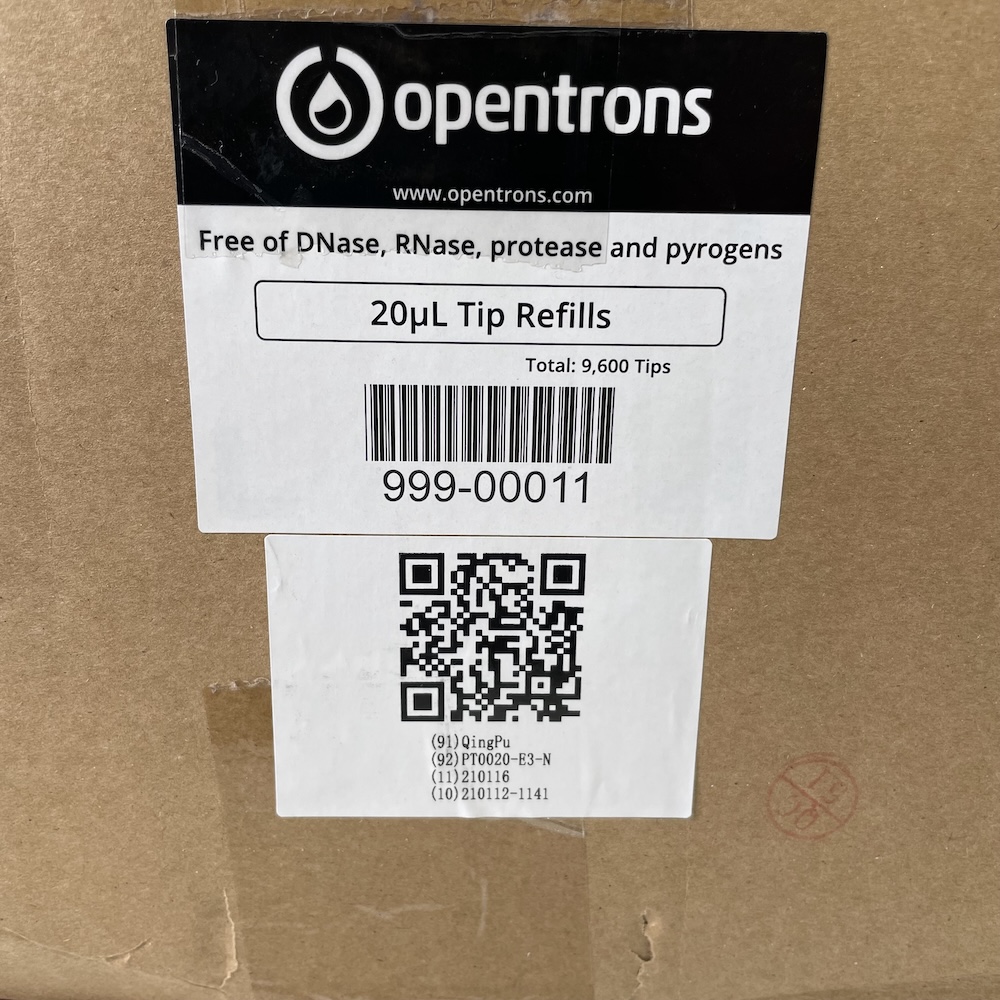 opentrons
www.opentrons.com
Free of DNase, RNase, protease and pyrogens
20µL Tip Refills
Total: 9,600 Tips
999-00011
(91)QingPu
(92)PT0020-E3-N
(11)210116
(10)210112-1141